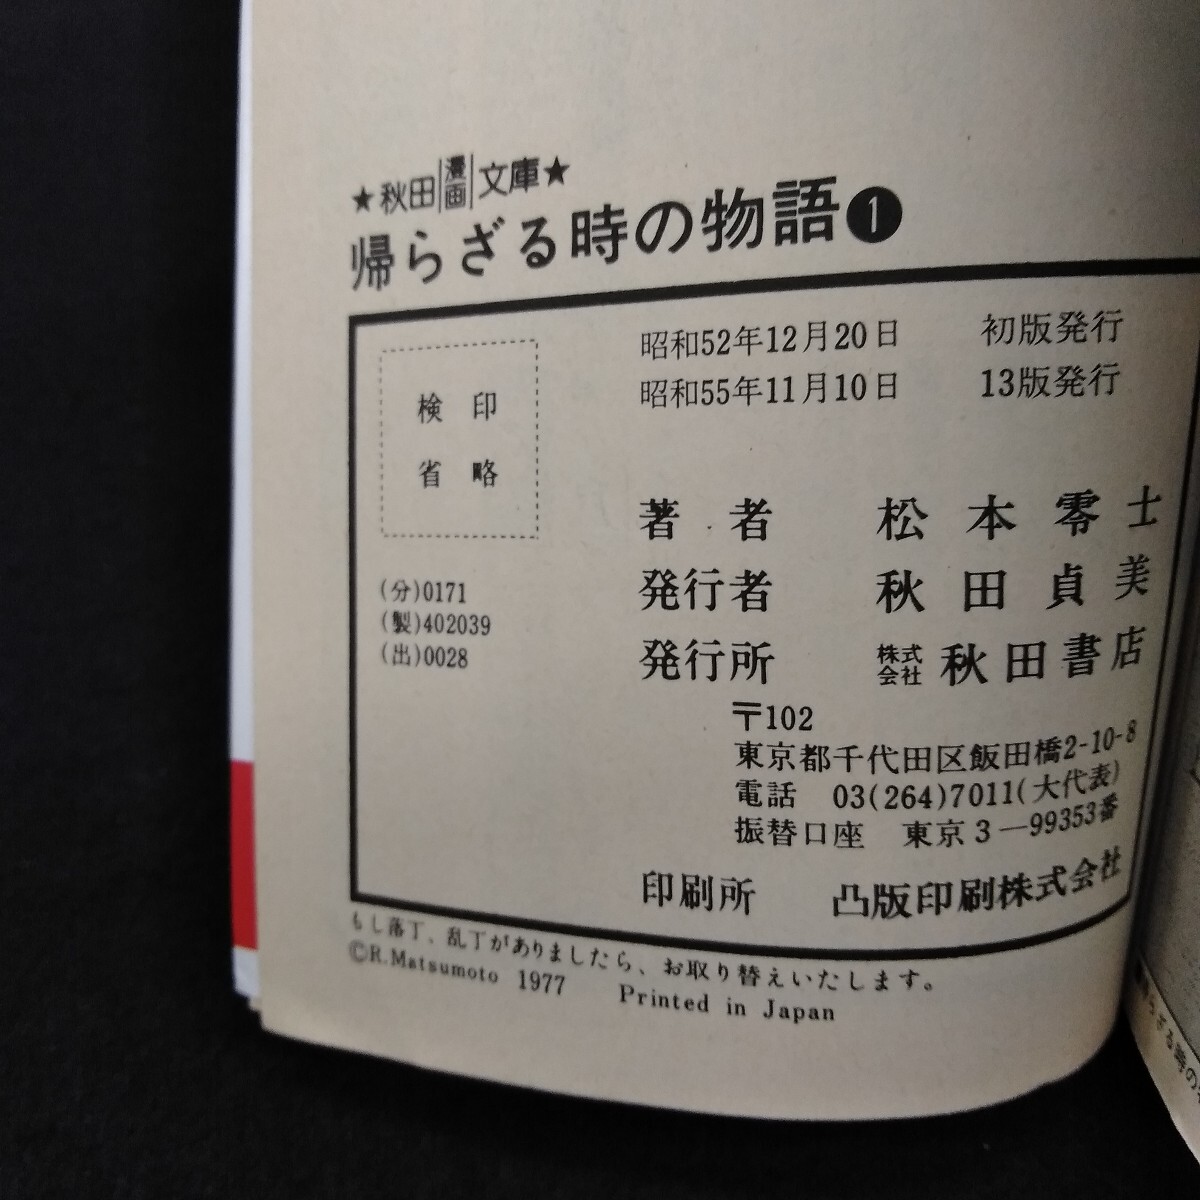 ★秋田漫画文庫★
帰らざる時の物語❶
検印
省略
(分)0171
(製)402039
(出)0028
昭和52年12月20日 初版発行
昭和55年11月10日 13版発行
著者 松本零士
発行者 秋田貞美
発行所 株式会社 秋田書店
〒102
東京都千代田区飯田橋2-10-8
電話 03(264)7011(大代表)
振替口座 東京3―99353番
印刷所 凸版印刷株式会社
もし落丁、乱丁がありましたら、お取り替えいたします。
©R.Matsumoto 1977 Printed in Japan